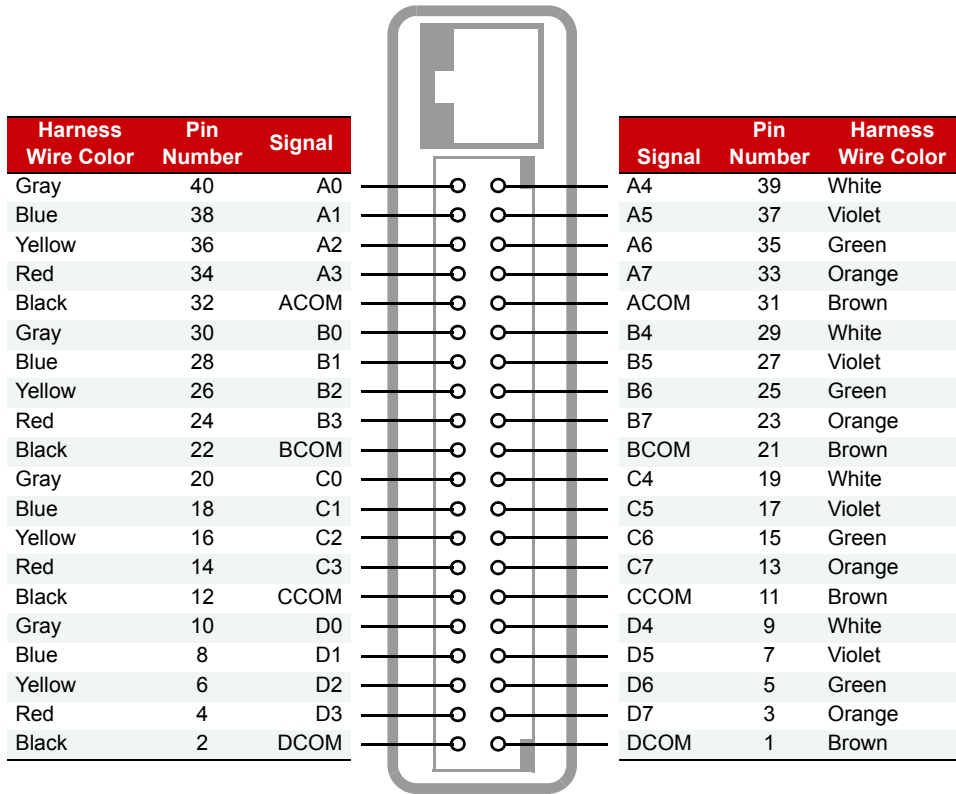 Harness Wire Color Pin Number Signal
Gray 40 A0
Blue 38 A1
Yellow 36 A2
Red 34 A3
Black 32 ACOM
Gray 30 B0
Blue 28 B1
Yellow 26 B2
Red 24 B3
Black 22 BCOM
Gray 20 C0
Blue 18 C1
Yellow 16 C2
Red 14 C3
Black 12 CCOM
Gray 10 D0
Blue 8 D1
Yellow 6 D2
Red 4 D3
Black 2 DCOM
Signal Pin Number Harness Wire Color
A4 39 White
A5 37 Violet
A6 35 Green
A7 33 Orange
ACOM 31 Brown
B4 29 White
B5 27 Violet
B6 25 Green
B7 23 Orange
BCOM 21 Brown
C4 19 White
C5 17 Violet
C6 15 Green
C7 13 Orange
CCOM 11 Brown
D4 9 White
D5 7 Violet
D6 5 Green
D7 3 Orange
DCOM 1 Brown